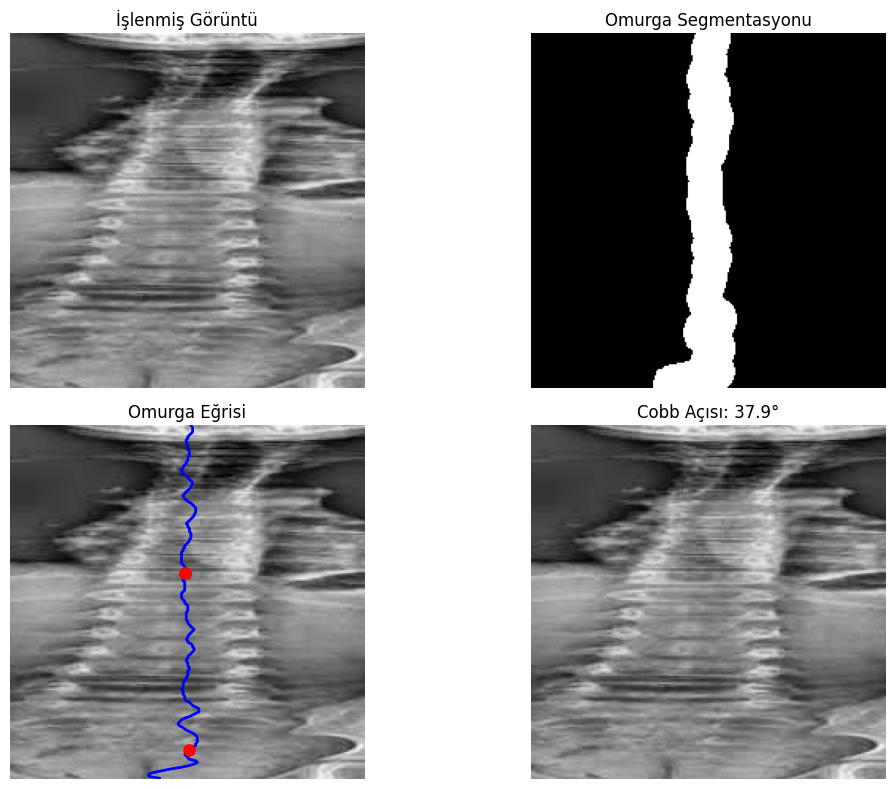 İşlenmiş Görüntü
Omurga Segmentasyonu
Omurga Eğrisi
Cobb Açısı: 37.9°